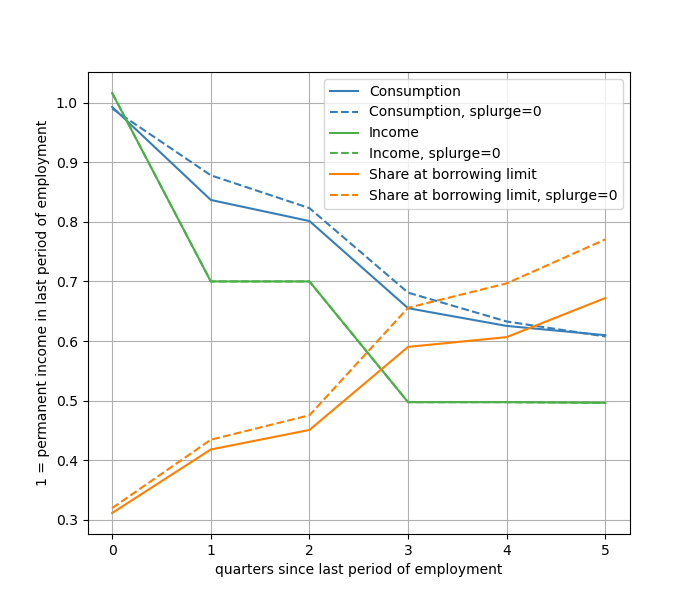 Consumption
Consumption, splurge=0
Income
Income, splurge=0
Share at borrowing limit
Share at borrowing limit, splurge=0
1 = permanent income in last period of employment
1.0
0.9
0.8
0.7
0.6
0.5
0.4
0.3
0 1 2 3 4 5
quarters since last period of employment